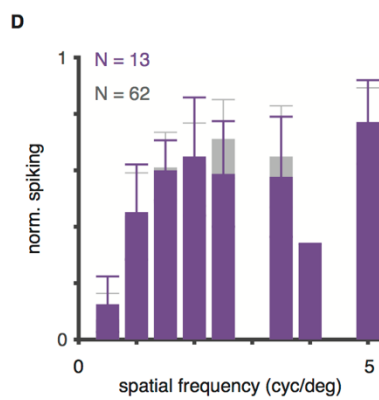 D
1
N = 13
N = 62
norm. spiking
0
0
5
spatial frequency (cyc/deg)